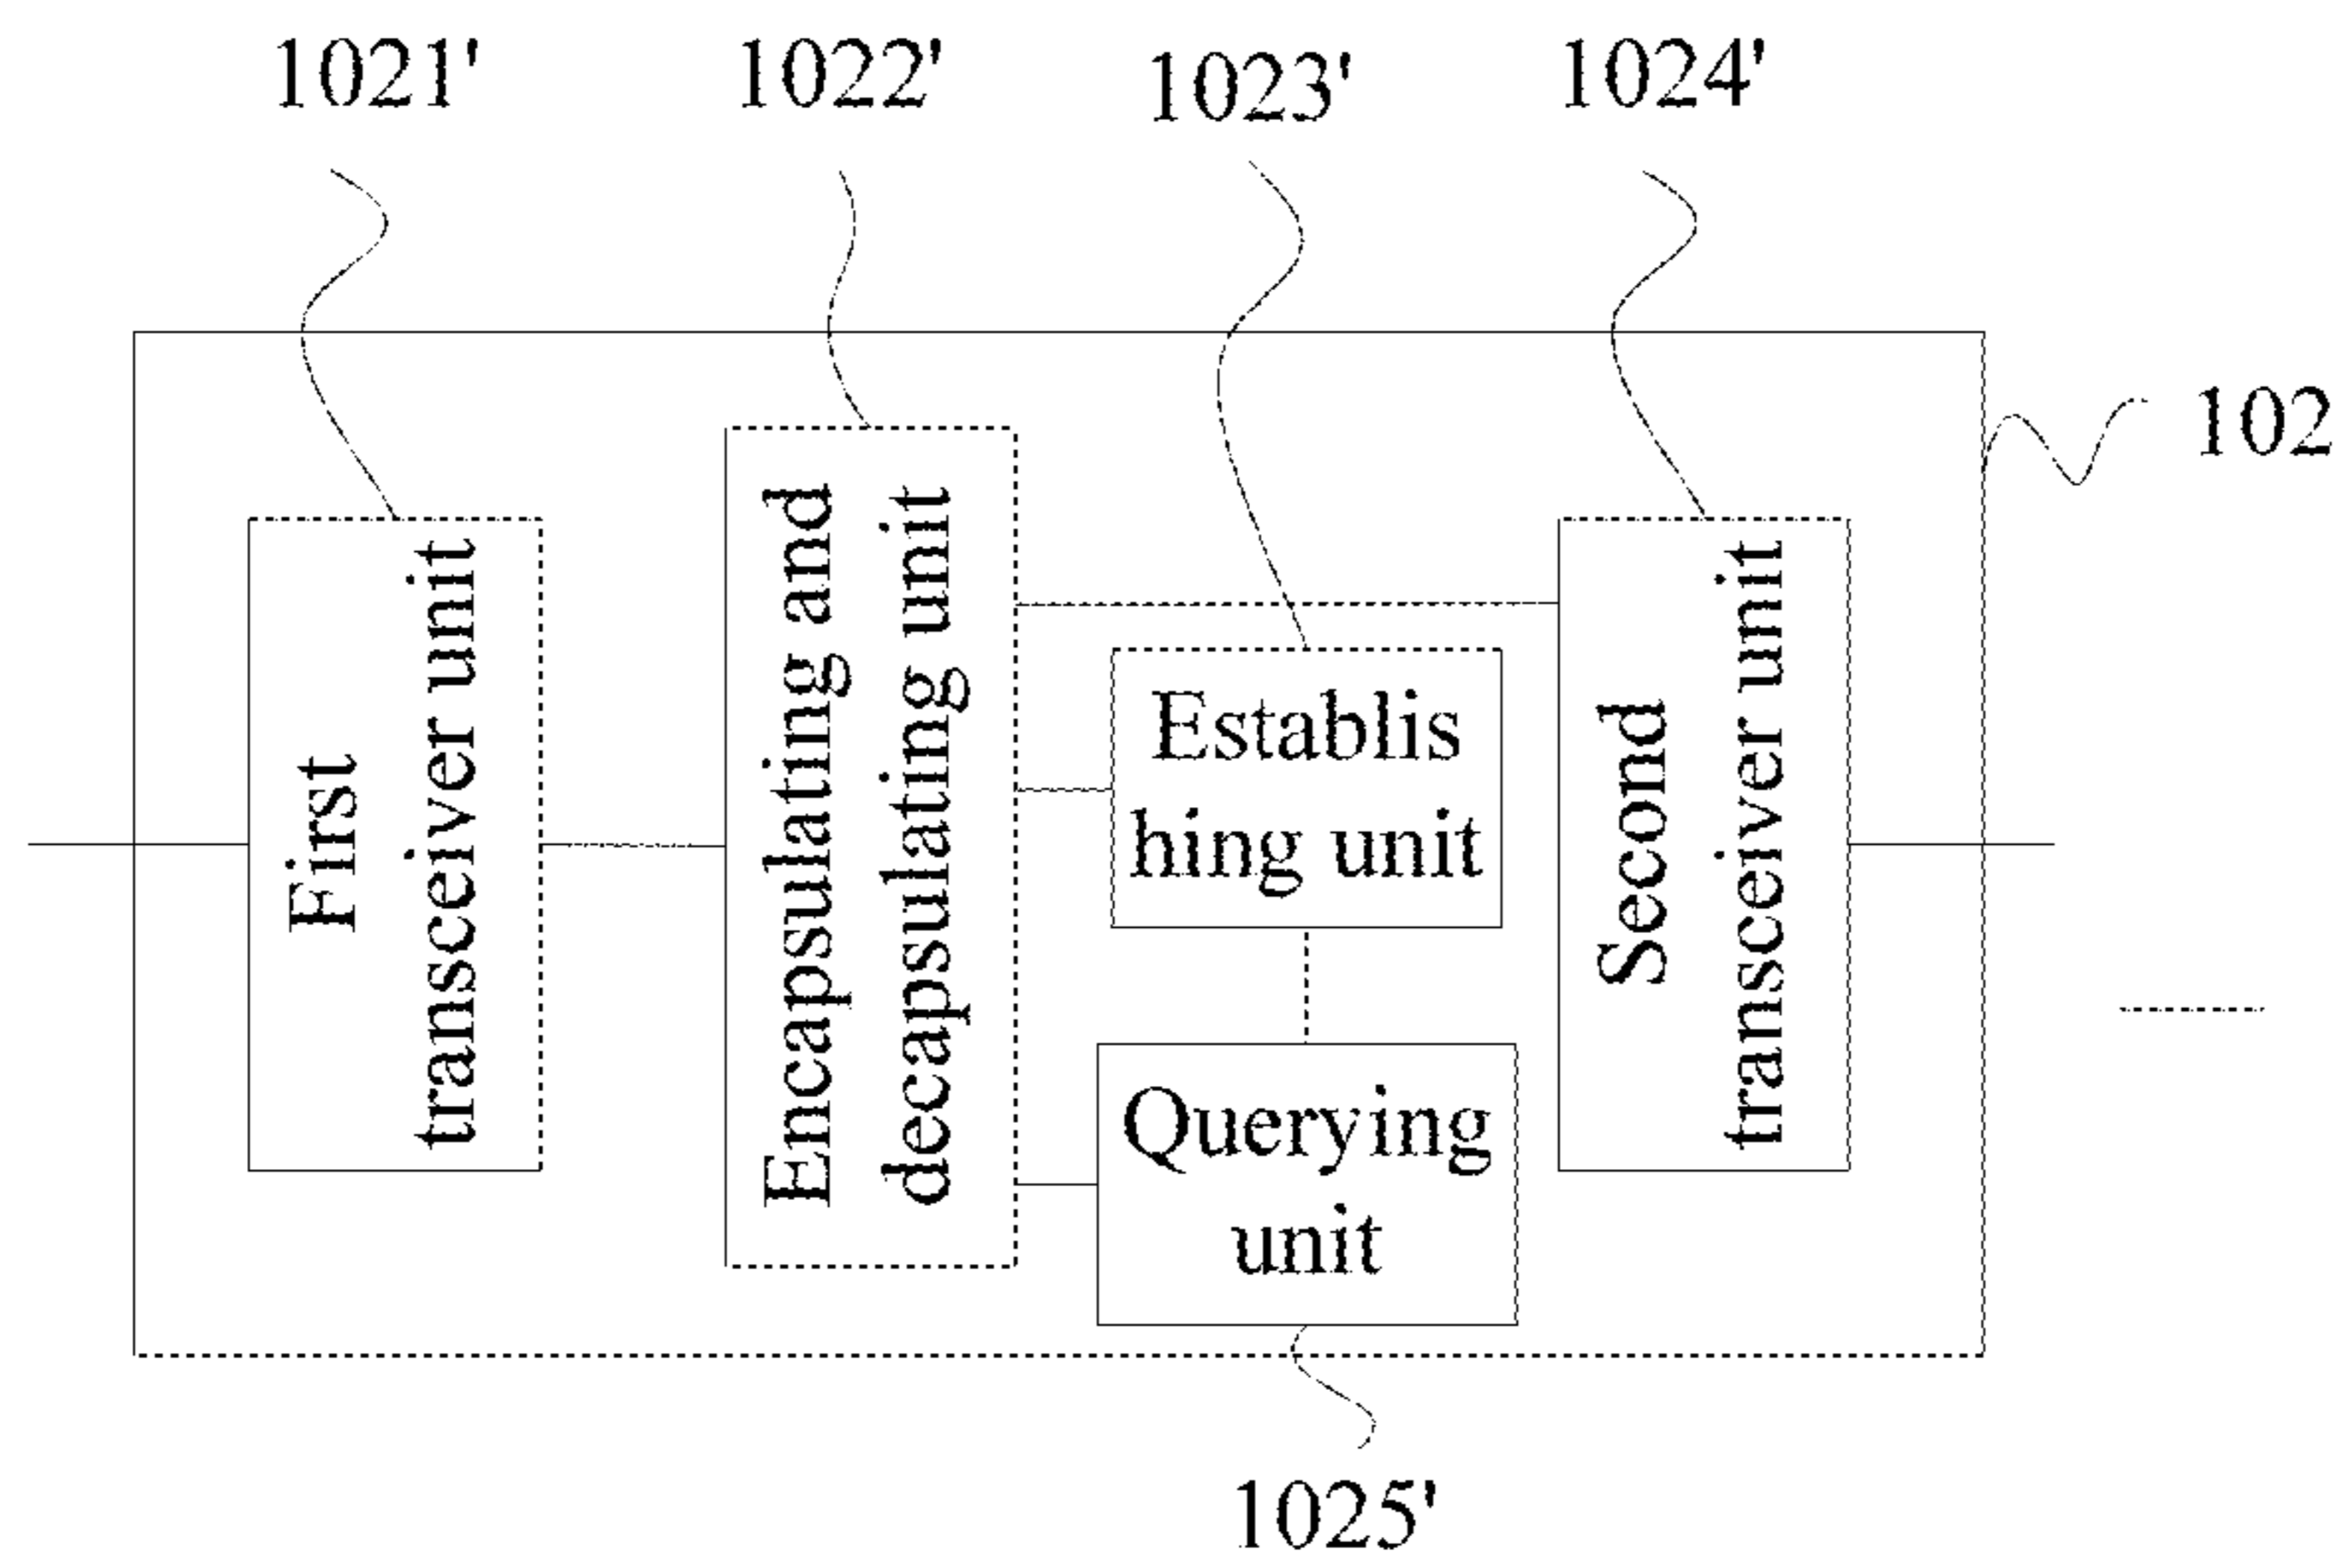 1021'
1022'
1023'
1024'
102
First
transceiver unit
Encapsulating and
decapsulating unit
Establis
hing unit
Querying
unit
Second
transceiver unit
1025'